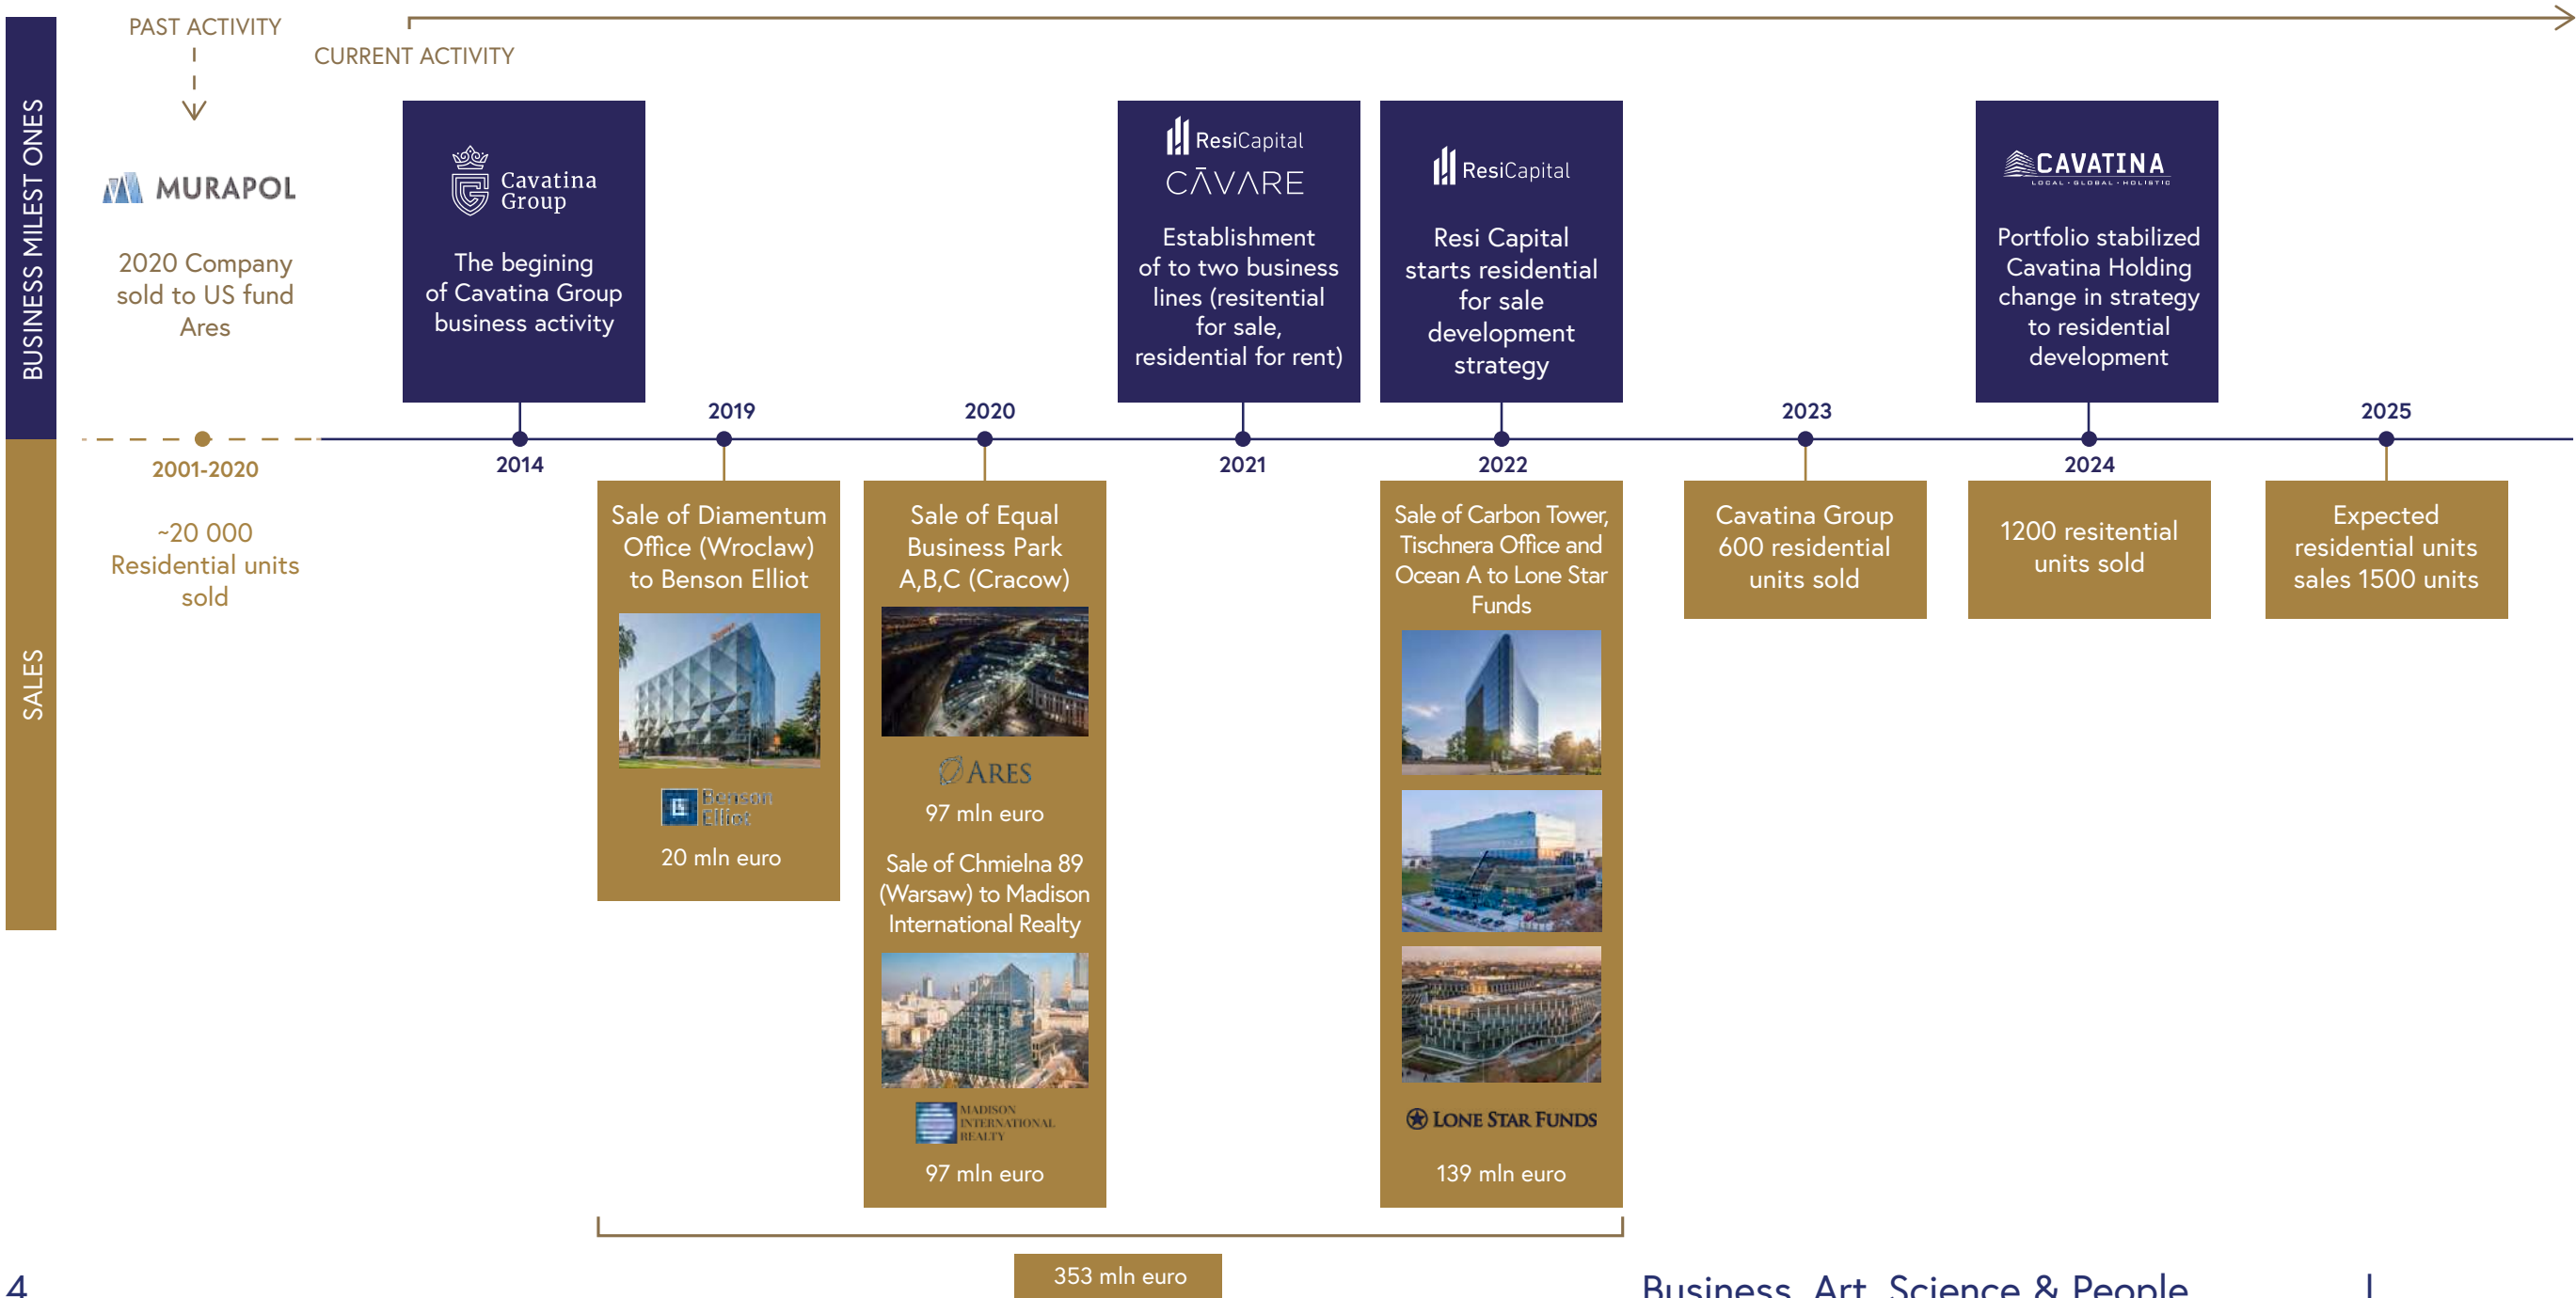 PAST ACTIVITY
CURRENT ACTIVITY
BUSINESS MILEST ONES
MURAPOL
2020 Company
sold to US fund
Ares
Cavatina
Group
The begining
of Cavatina Group
business activity
ResiCapital
CĀVARE
Establishment
of to two business
lines (resitential
for sale,
residential for rent)
ResiCapital
Resi Capital
starts residential
for sale
development
strategy
CAVATINA
LOCAL · GLOBAL · HOLISTIC
Portfolio stabilized
Cavatina Holding
change in strategy
to residential
development
2001-2020
2014
2019
2020
2021
2022
2023
2024
2025
SALES
~20 000
Residential units
sold
Sale of Diamentum
Office (Wroclaw)
to Benson Elliot
Benson
Elliot
20 mln euro
Sale of Equal
Business Park
A,B,C (Cracow)
ARES
97 mln euro
Sale of Chmielna 89
(Warsaw) to Madison
International Realty
MADISON
INTERNATIONAL
REALTY
97 mln euro
Sale of Carbon Tower,
Tischnera Office and
Ocean A to Lone Star
Funds
LONE STAR FUNDS
139 mln euro
Cavatina Group
600 residential
units sold
1200 resitential
units sold
Expected
residential units
sales 1500 units
353 mln euro
4
Business, Art, Science & People